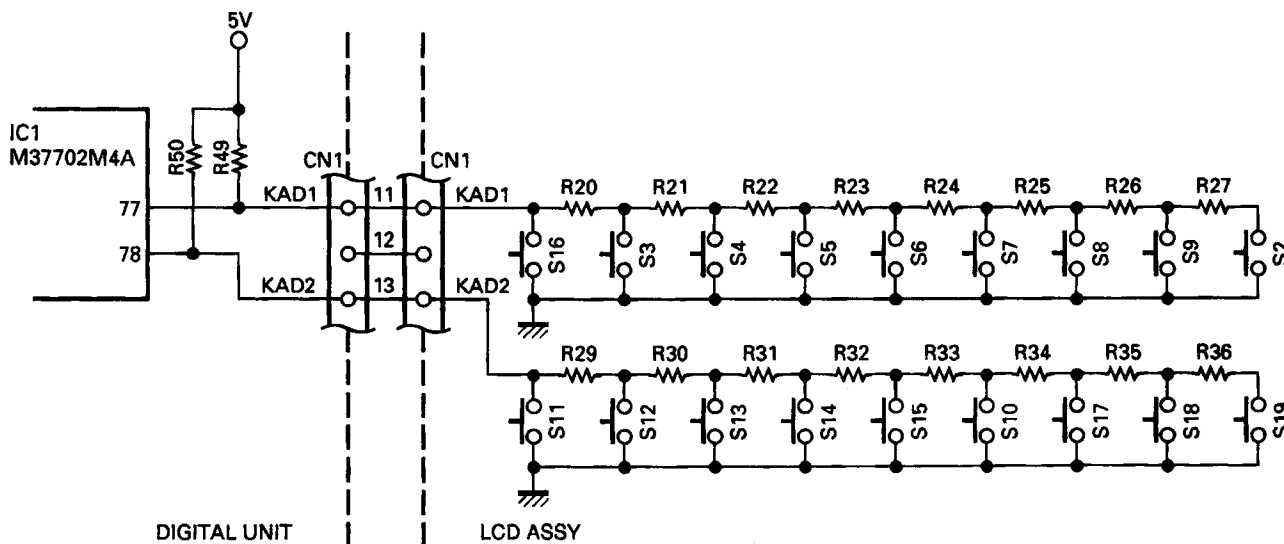 5V
IC1
M37702M4A
R50
R49
CN1
CN1
KAD1
11
KAD1
77
12
78
KAD2
13
KAD2
R20
R21
R22
R23
R24
R25
R26
R27
S16
S3
S4
S5
S6
S7
S8
S9
S2
R29
R30
R31
R32
R33
R34
R35
R36
S11
S12
S13
S14
S15
S10
S17
S18
S19
DIGITAL UNIT
LCD ASSY